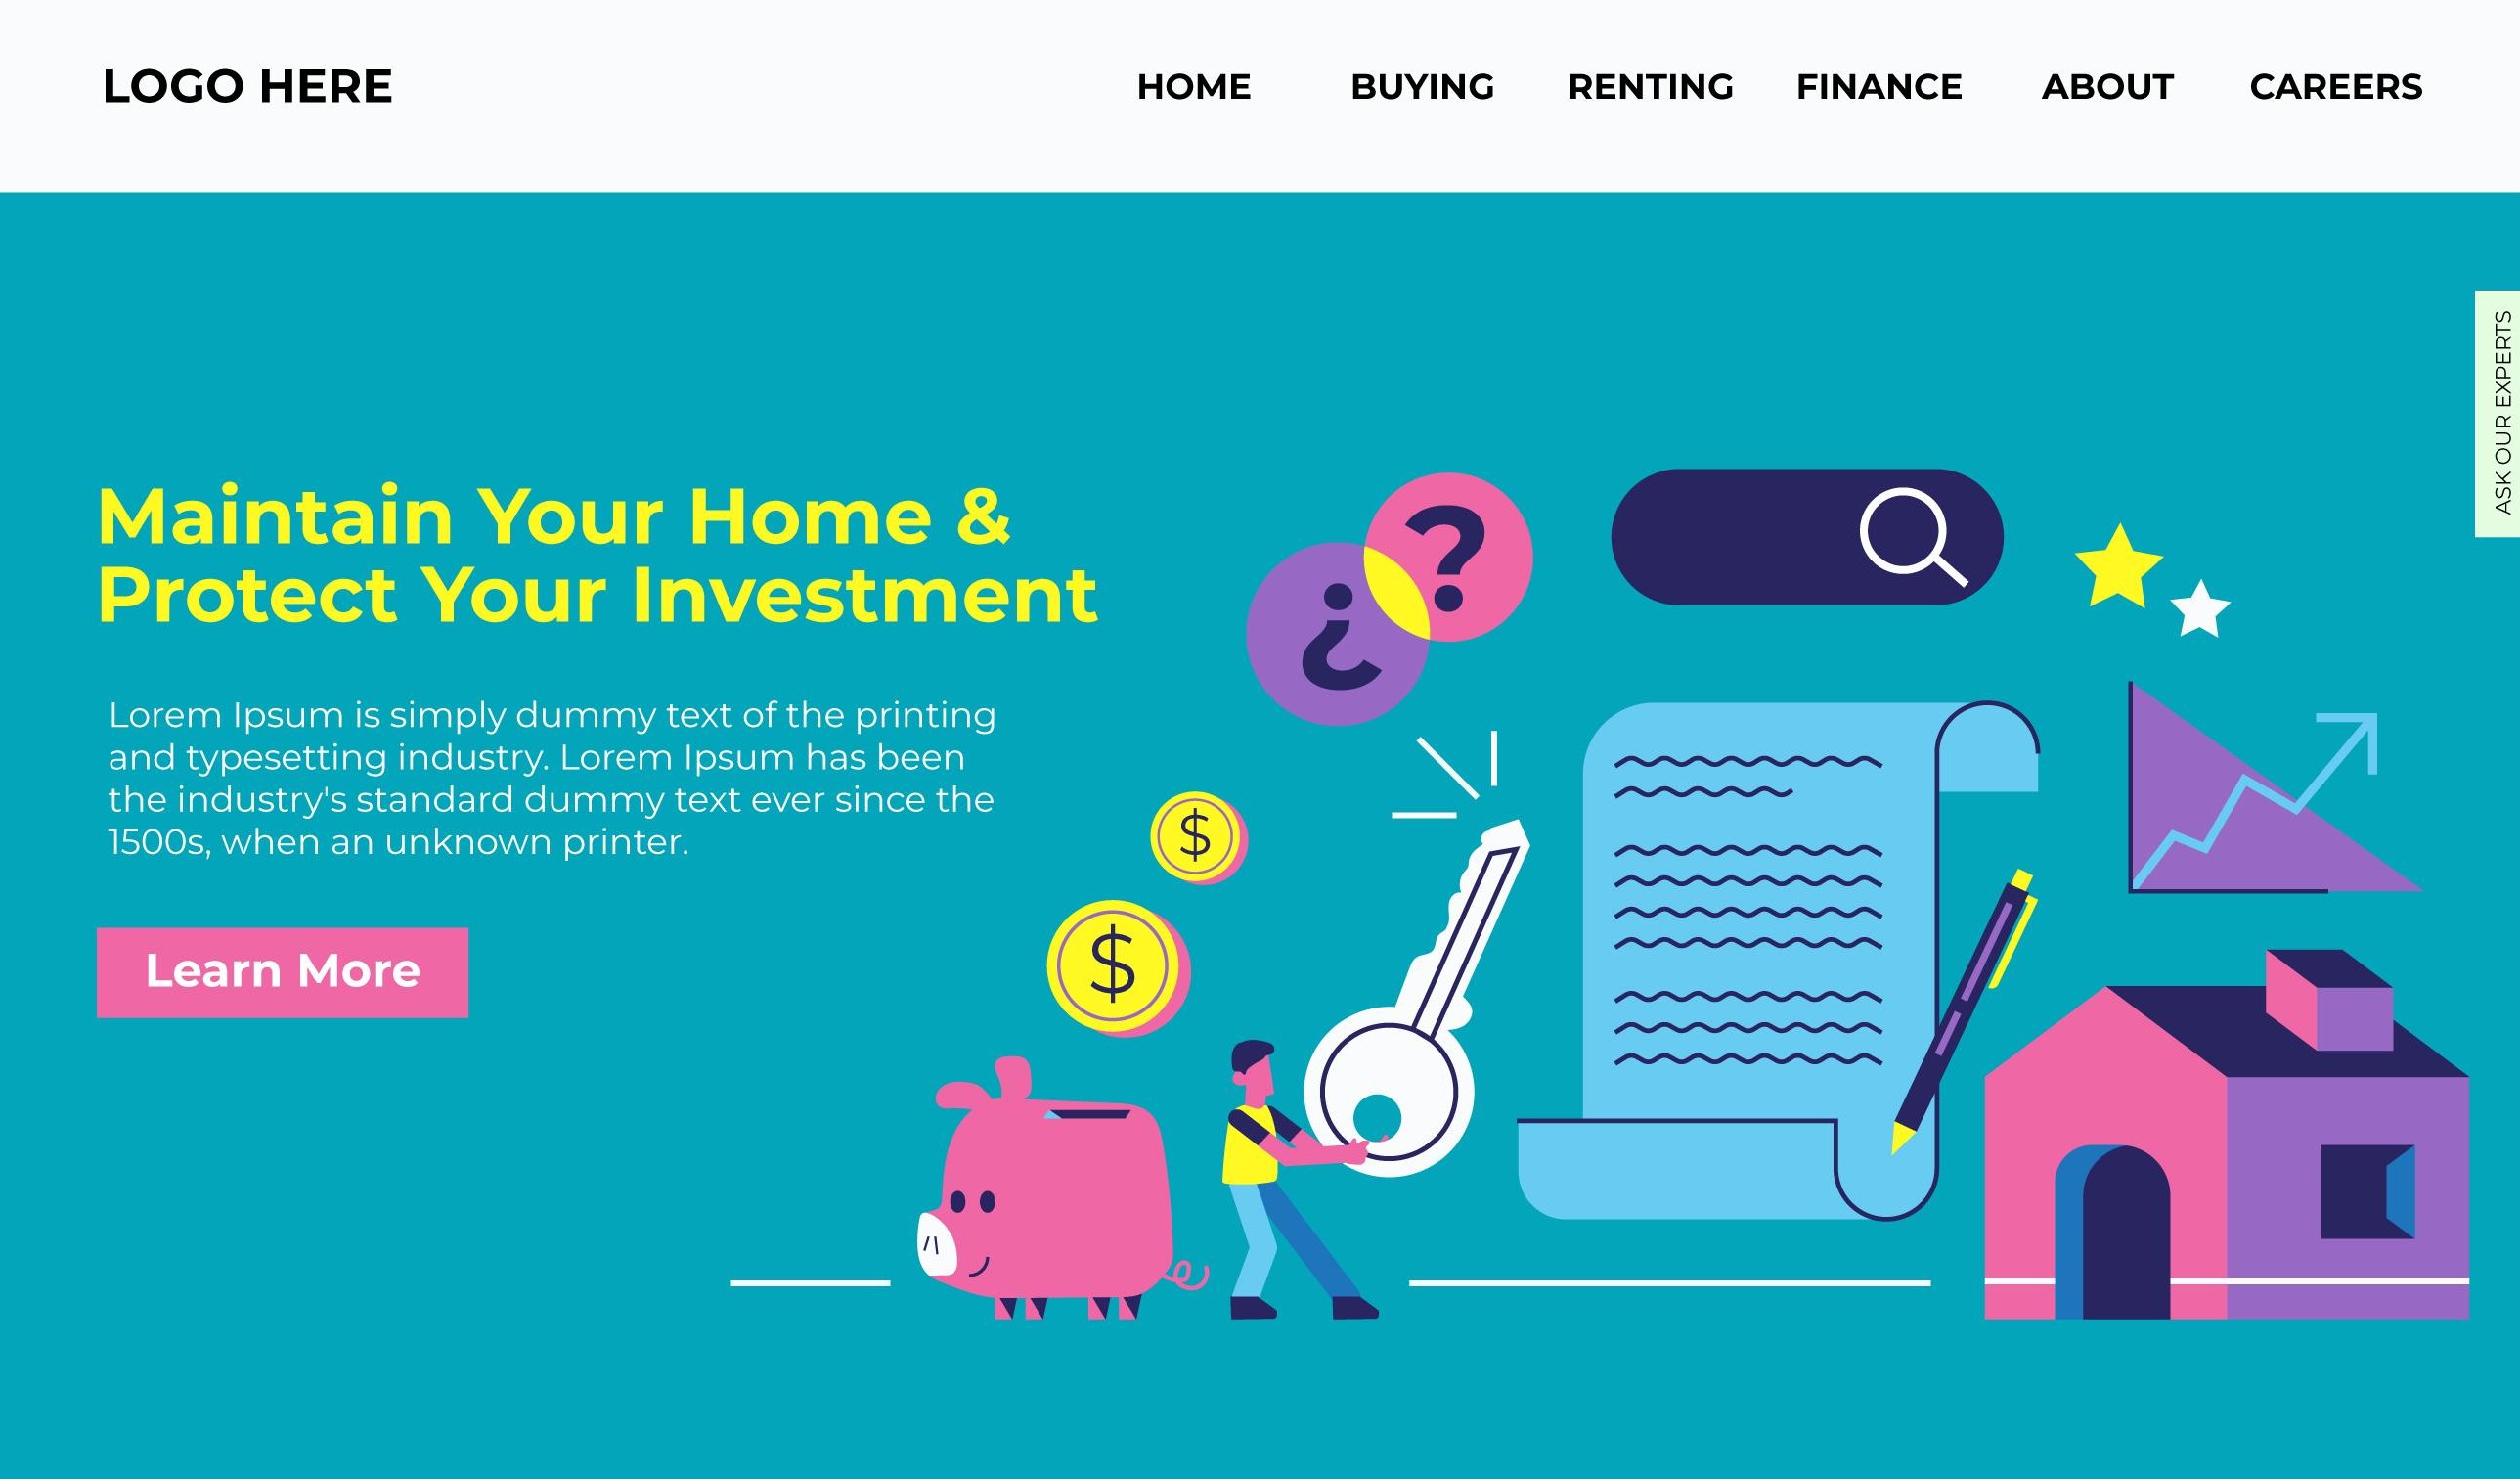 LOGO HERE
HOME BUYING RENTING FINANCE ABOUT CAREERS
ASK OUR EXPERTS
Maintain Your Home &
Protect Your Investment
Lorem Ipsum is simply dummy text of the printing
and typesetting industry. Lorem Ipsum has been
the industry's standard dummy text ever since the
1500s, when an unknown printer.
Learn More
?
¿
$
$